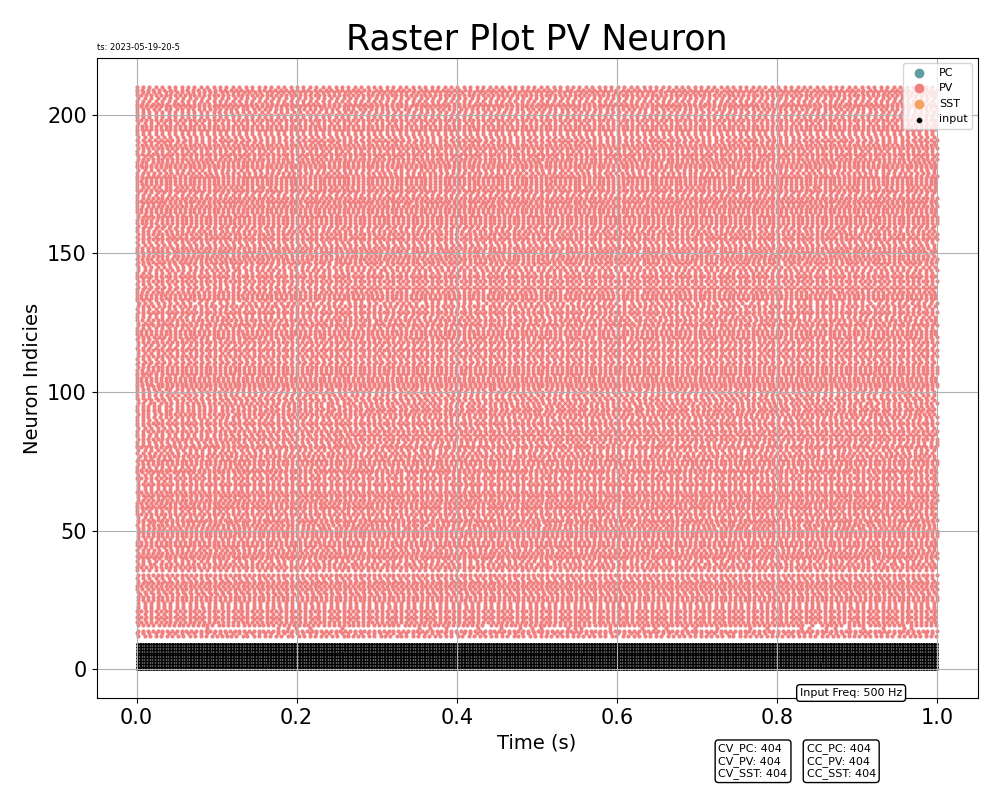 Raster Plot PV Neuron
ts: 2023-05-19-20-5
PC
PV
SST
input
200
150
100
50
0
Neuron Indicies
0.0 0.2 0.4 0.6 0.8 1.0
Input Freq: 500 Hz
Time (s)
CV_PC: 404
CV_PV: 404
CV_SST: 404
CC_PC: 404
CC_PV: 404
CC_SST: 404